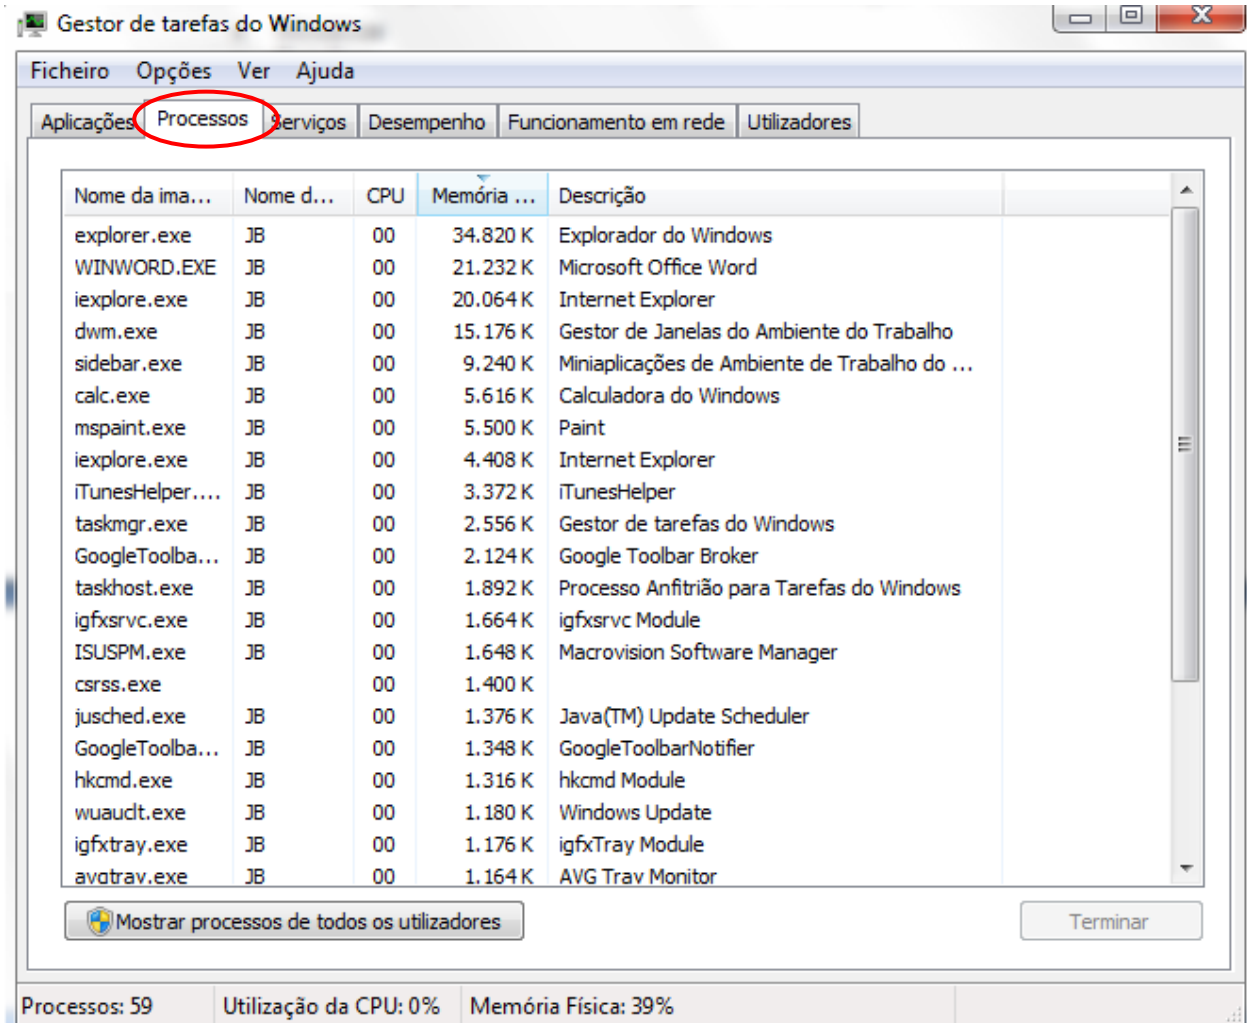 Gestor de tarefas do Windows
Ficheiro Opções Ver Ajuda
Aplicações Processos Serviços Desempenho Funcionamento em rede Utilizadores
Nome da ima... Nome d... CPU Memória ... Descrição
explorer.exe JB 00 34.820 K Explorador do Windows
WINWORD.EXE JB 00 21.232 K Microsoft Office Word
iexplore.exe JB 00 20.064 K Internet Explorer
dwm.exe JB 00 15.176 K Gestor de Janelas do Ambiente do Trabalho
sidebar.exe JB 00 9.240 K Miniaplicações de Ambiente de Trabalho do ...
calc.exe JB 00 5.616 K Calculadora do Windows
mspaint.exe JB 00 5.500 K Paint
iexplore.exe JB 00 4.408 K Internet Explorer
iTunesHelper.... JB 00 3.372 K iTunesHelper
taskmgr.exe JB 00 2.556 K Gestor de tarefas do Windows
GoogleToolba... JB 00 2.124 K Google Toolbar Broker
taskhost.exe JB 00 1.892 K Processo Anfitrião para Tarefas do Windows
igfxsrvc.exe JB 00 1.664 K igfxsrvc Module
ISUSPM.exe JB 00 1.648 K Macrovision Software Manager
csrss.exe 00 1.400 K
jusched.exe JB 00 1.376 K Java(TM) Update Scheduler
GoogleToolba... JB 00 1.348 K GoogleToolbarNotifier
hkcmd.exe JB 00 1.316 K hkcmd Module
wuauclt.exe JB 00 1.180 K Windows Update
igfxtray.exe JB 00 1.176 K igfxTray Module
avgtray.exe JB 00 1.164 K AVG Tray Monitor
Mostrar processos de todos os utilizadores Terminar
Processos: 59 Utilização da CPU: 0% Memória Física: 39%